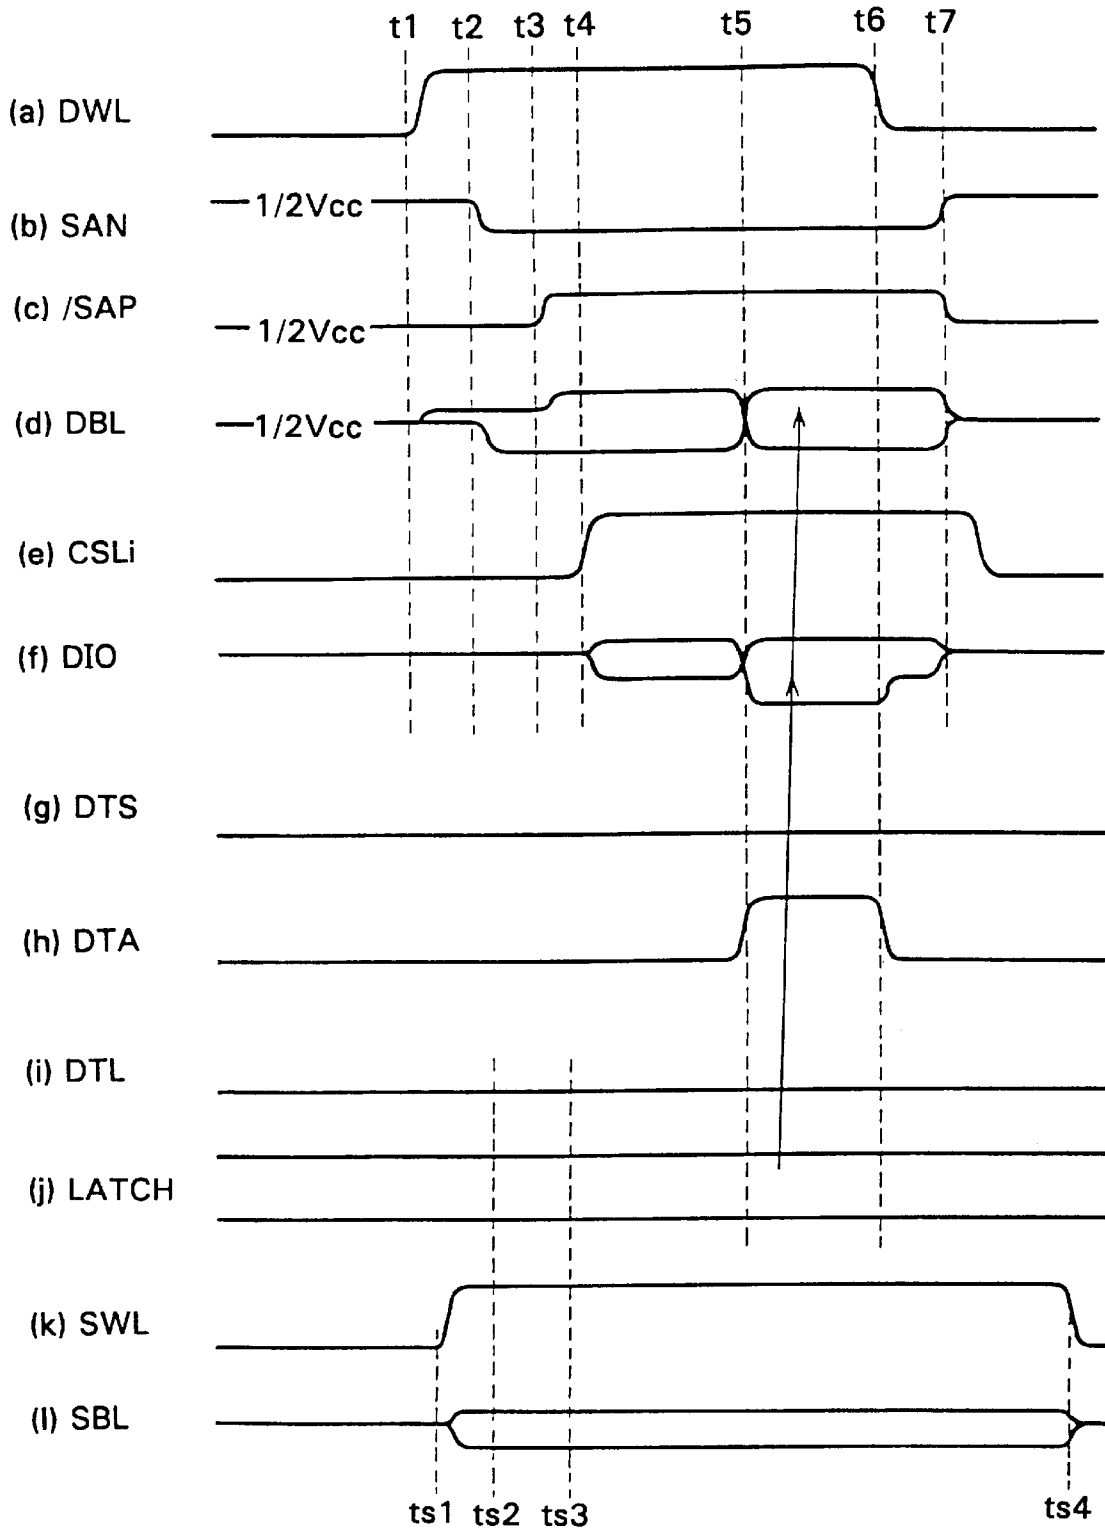 t1 t2 t3 t4 t5 t6 t7
(a) DWL
(b) SAN
1/2Vcc
(c) /SAP
1/2Vcc
(d) DBL
1/2Vcc
(e) CSLi
(f) DIO
(g) DTS
(h) DTA
(i) DTL
(j) LATCH
(k) SWL
(l) SBL
ts1 ts2 ts3 ts4